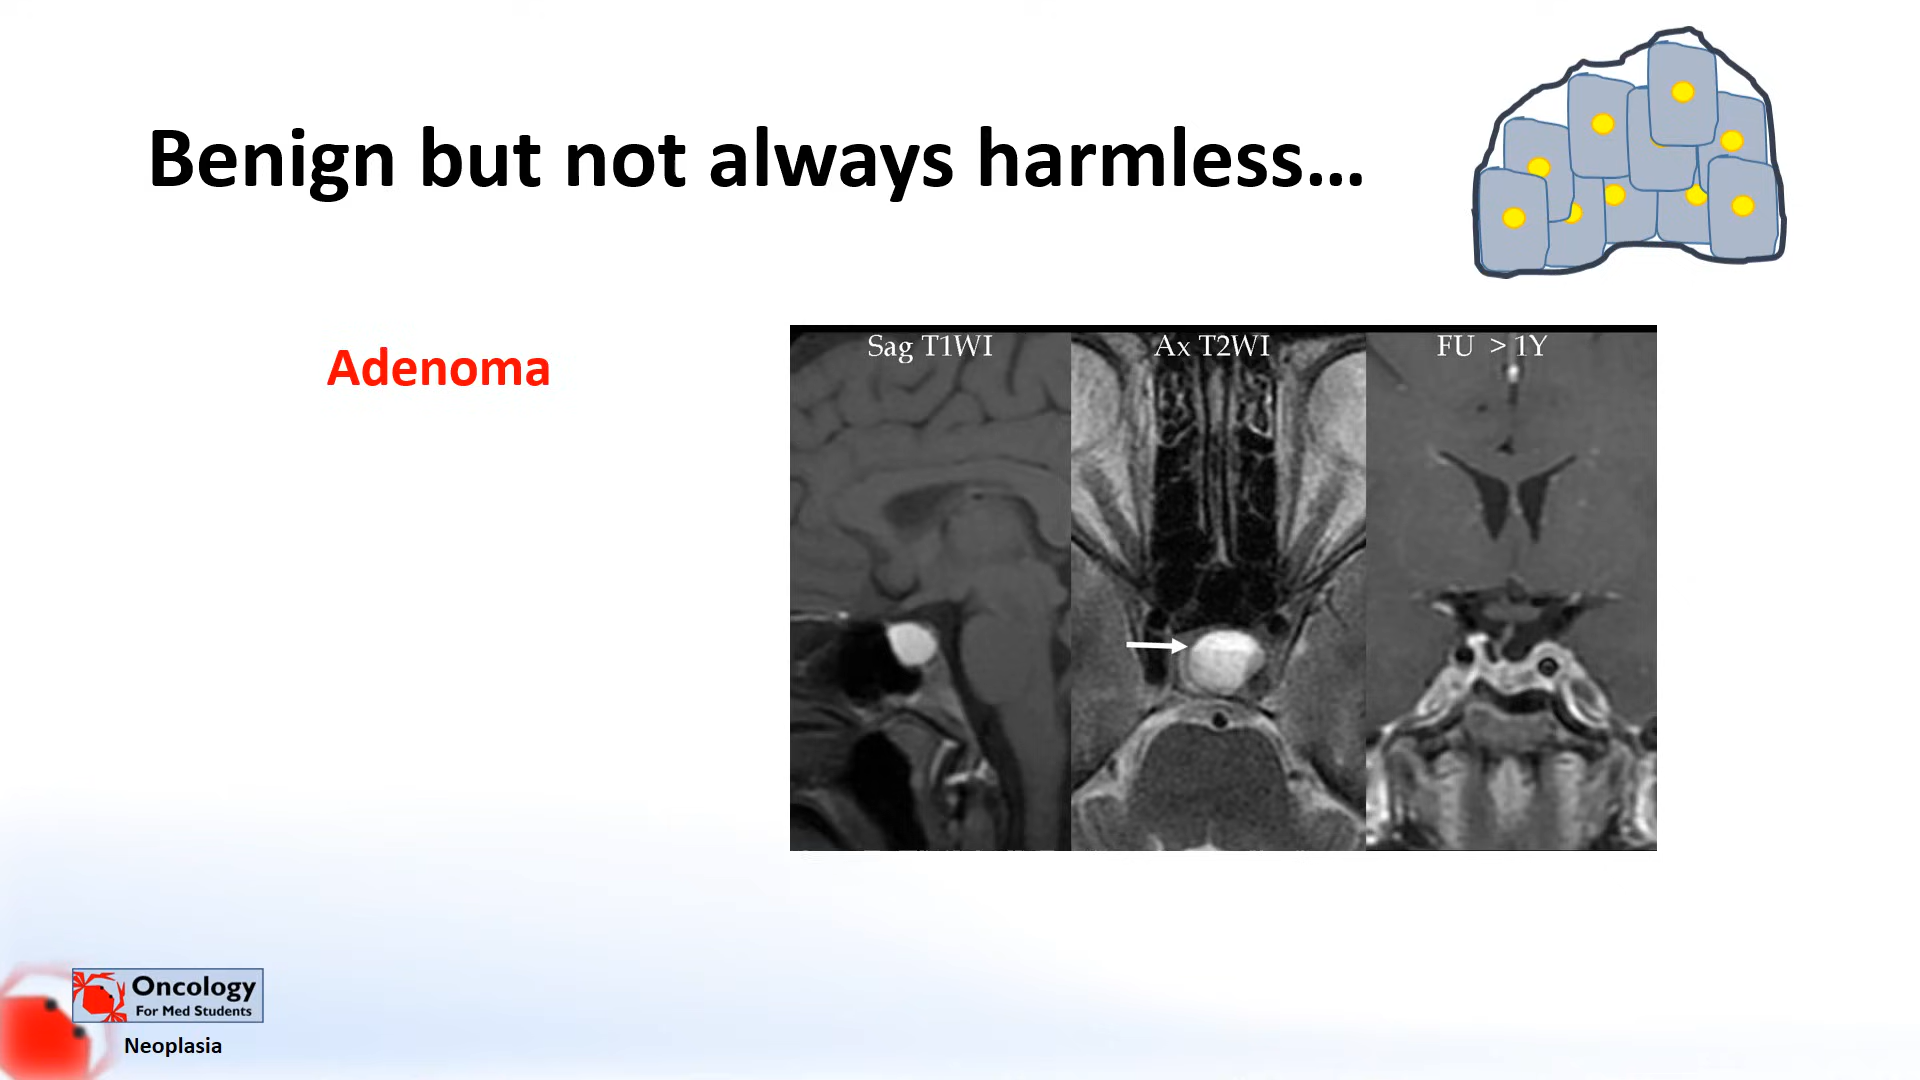 Benign but not always harmless...
Adenoma
Sag T1WI
Ax T2WI
FU > 1Y
Oncology
For Med Students
Neoplasia